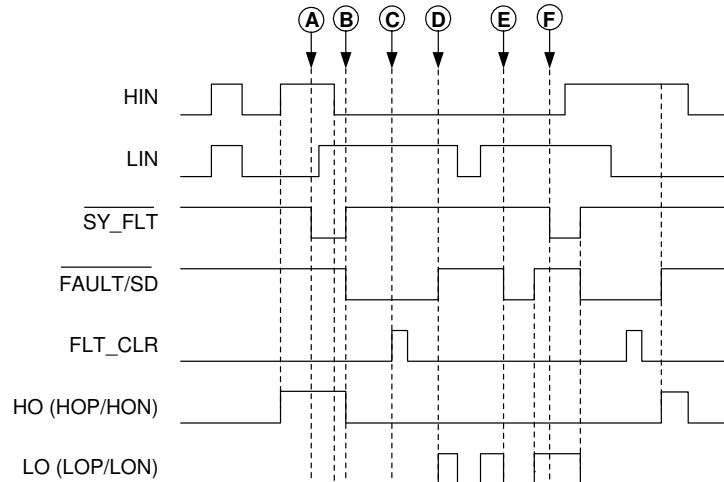 A B C D E F
HIN
LIN
SY_FLT
FAULT/SD
FLT_CLR
HO (HOP/HON)
LO (LOP/LON)